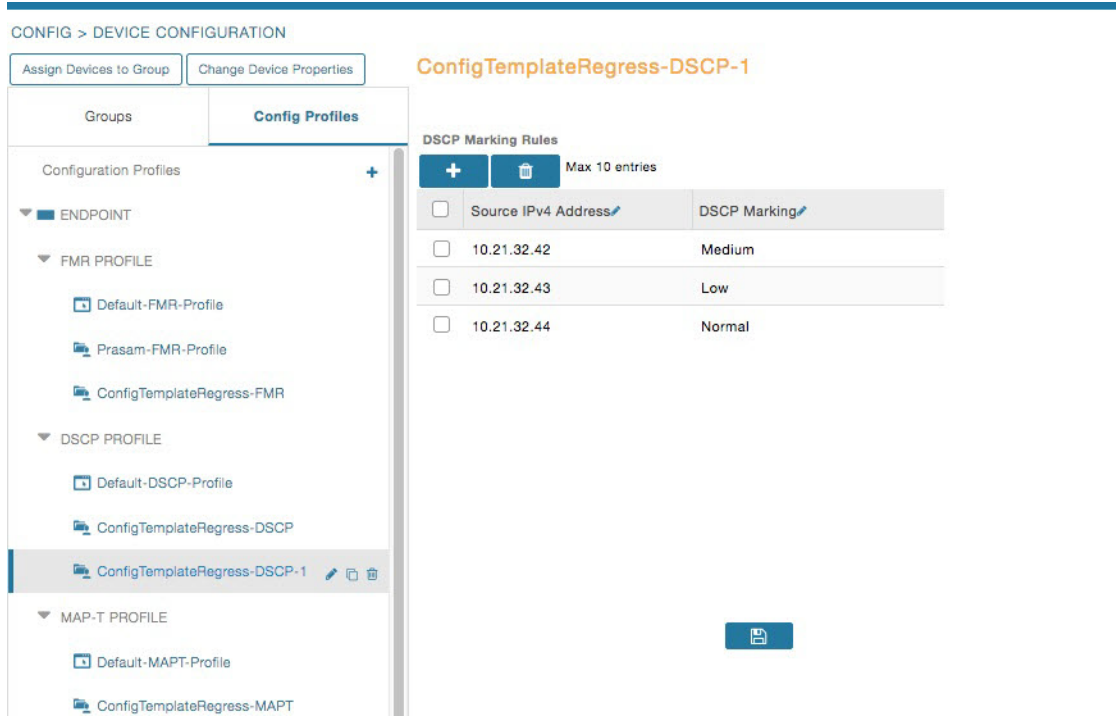 CONFIG > DEVICE CONFIGURATION
Assign Devices to Group
Change Device Properties
Groups
Config Profiles
Configuration Profiles
ENDPOINT
FMR PROFILE
Default-FMR-Profile
Prasam-FMR-Profile
ConfigTemplateRegress-FMR
DSCP PROFILE
Default-DSCP-Profile
ConfigTemplateRegress-DSCP
ConfigTemplateRegress-DSCP-1
MAP-T PROFILE
Default-MAPT-Profile
ConfigTemplateRegress-MAPT
ConfigTemplateRegress-DSCP-1
DSCP Marking Rules
Max 10 entries
Source IPv4 Address DSCP Marking
10.21.32.42 Medium
10.21.32.43 Low
10.21.32.44 Normal